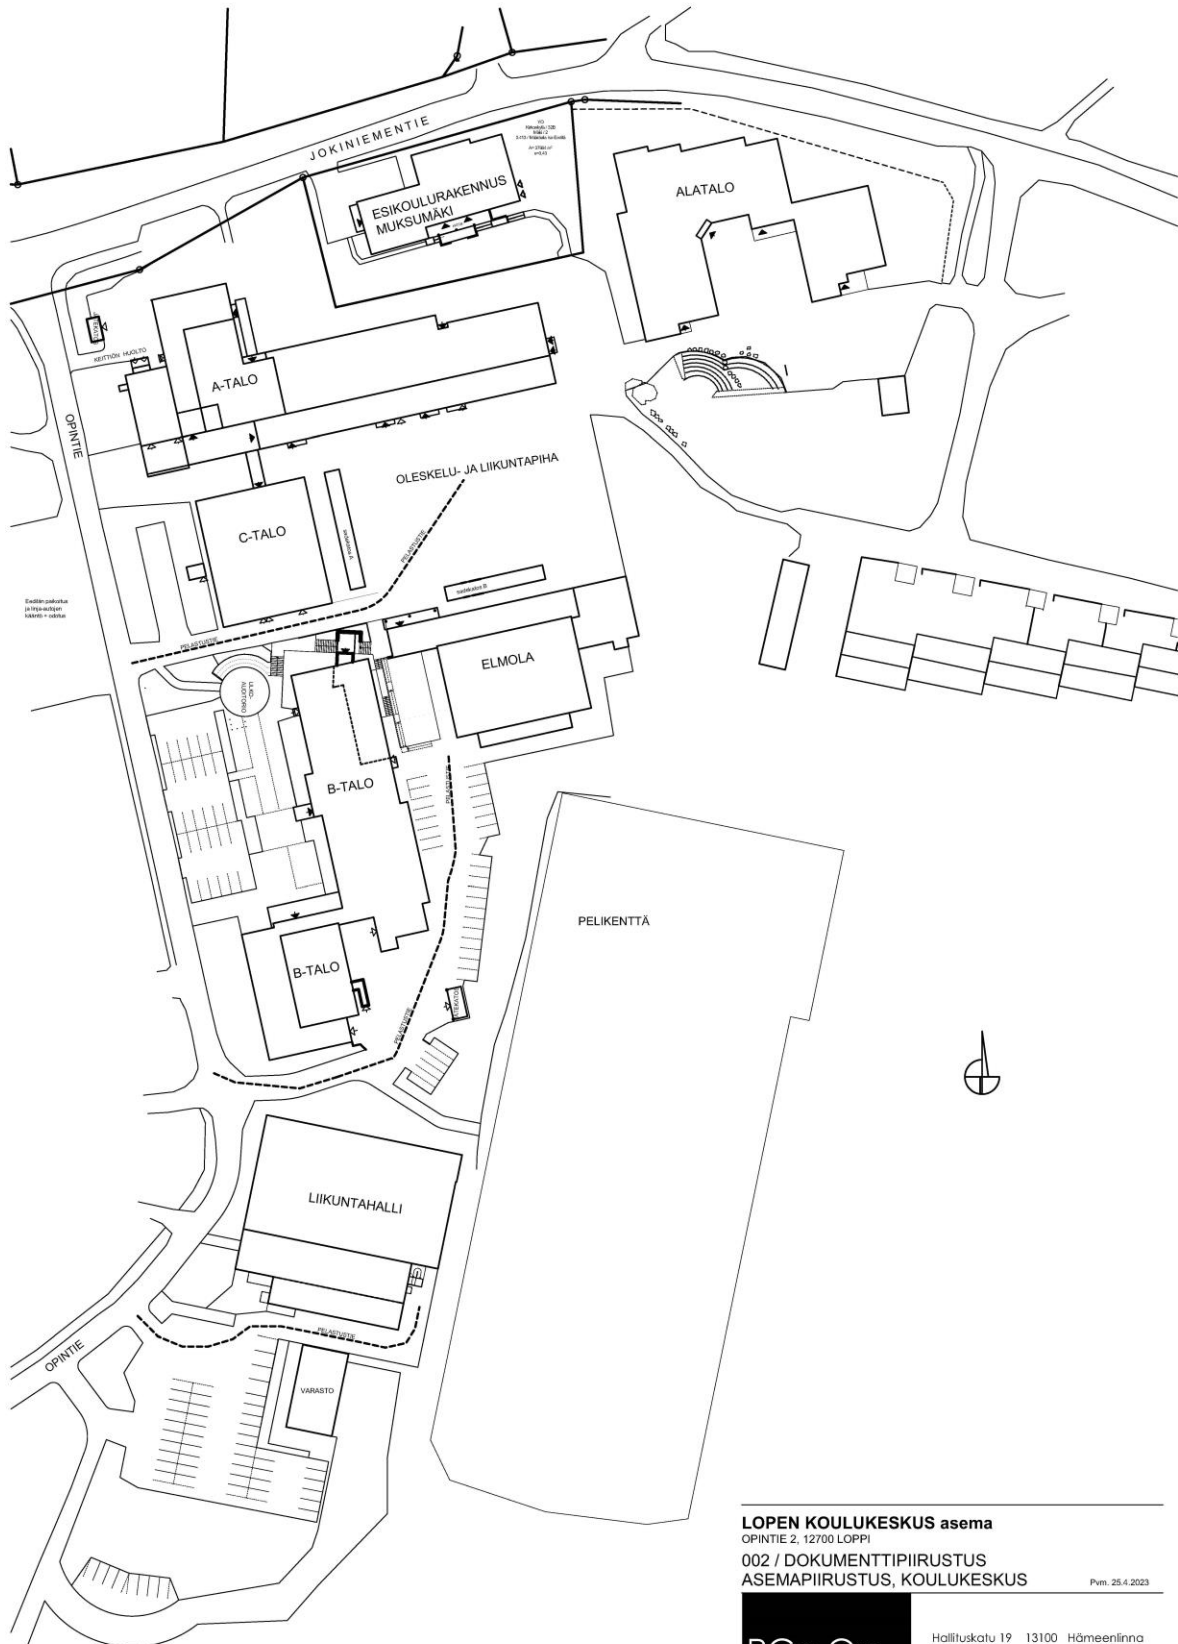 JOKINIEMENTIE
ESIKOULURAKENNUS
MUKSUMÄKI
ALATALO
KEITTIÖN HUOLTO
A-TALO
OPINTIE
OLESKELU- JA LIIKUNTAPIHA
C-TALO
sadekatos A
PELASTUSTIE
sadekatos B
PELASTUSTIE
ELMOLA
B-TALO
PELASTUSTIE
PELIKENTTÄ
B-TALO
PELASTUSTIE
LIIKUNTAHALLI
PELASTUSTIE
OPINTIE
VARASTO
LOPEN KOULUKESKUS asema
OPINTIE 2, 12700 LOPPI
002 / DOKUMENTTIPIIRUSTUS
ASEMAPIIRUSTUS, KOULUKESKUS
Pvm. 25.4.2023
Hallituskatu 19 13100 Hämeenlinna